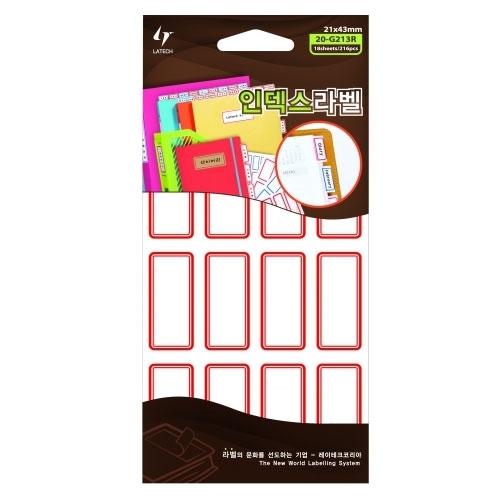 LATECH
21x43mm
20-G213R
18sheets/216pcs
인덱스라벨
라벨의 문화를 선도하는 기업 - 레이테크코리아
The New World Labelling System